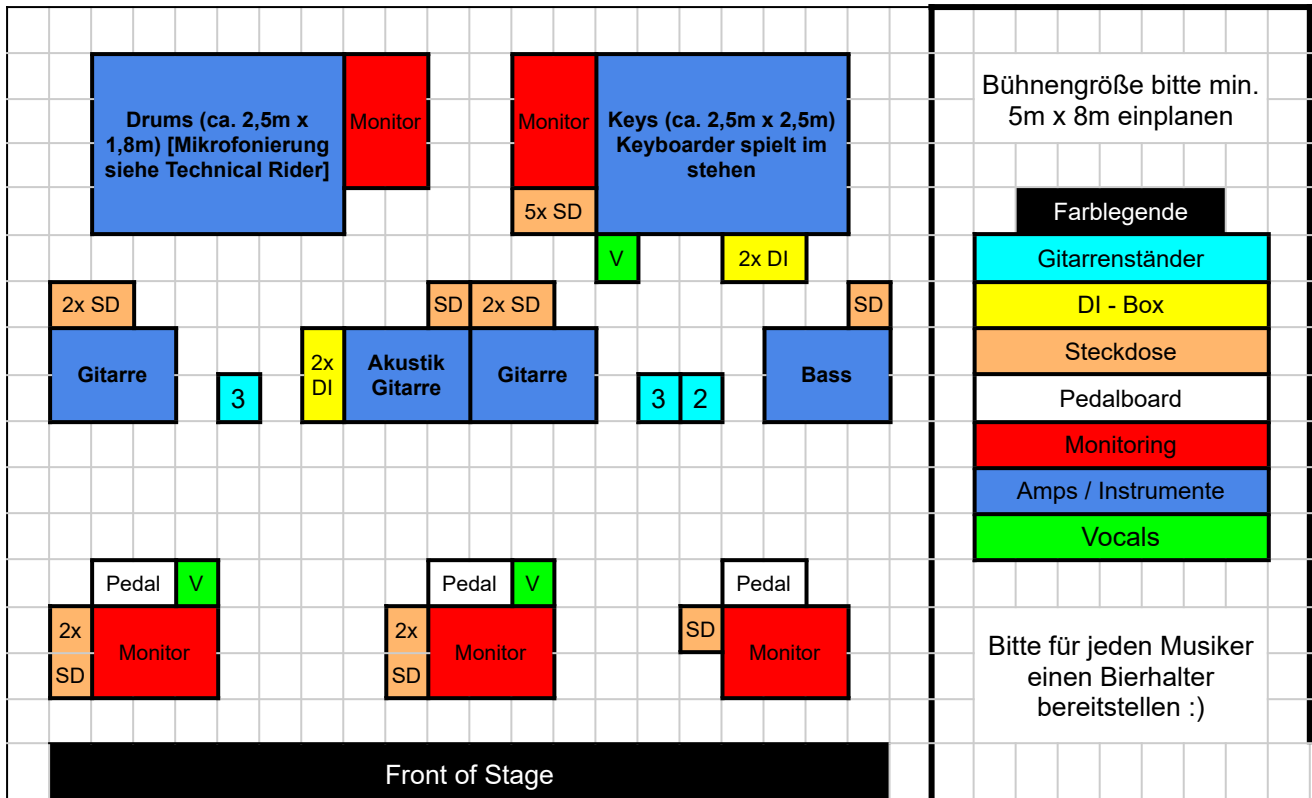 Drums (ca. 2,5m x
1,8m) [Mikrofonierung
siehe Technical Rider]
Monitor
Monitor
Keys (ca. 2,5m x 2,5m)
Keyboarder spielt im
stehen
5x SD
V
2x DI
2x SD
SD
2x SD
SD
Gitarre
3
2x
DI
Akustik
Gitarre
Gitarre
3
2
Bass
Pedal
V
Pedal
V
Pedal
2x
SD
Monitor
2x
SD
Monitor
SD
Monitor
Front of Stage
Bühnengröße bitte min.
5m x 8m einplanen
Farblegende
Gitarrenständer
DI - Box
Steckdose
Pedalboard
Monitoring
Amps / Instrumente
Vocals
Bitte für jeden Musiker
einen Bierhalter
bereitstellen :)